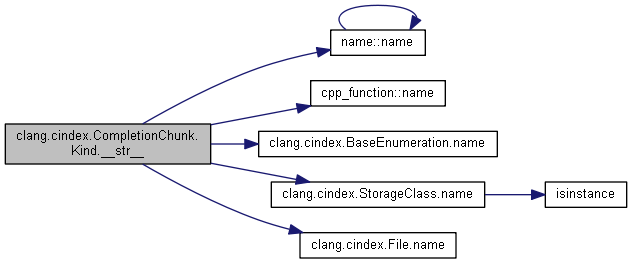 name::name
cpp_function::name
clang.cindex.CompletionChunk.
Kind.__str__
clang.cindex.BaseEnumeration.name
clang.cindex.StorageClass.name
isinstance
clang.cindex.File.name